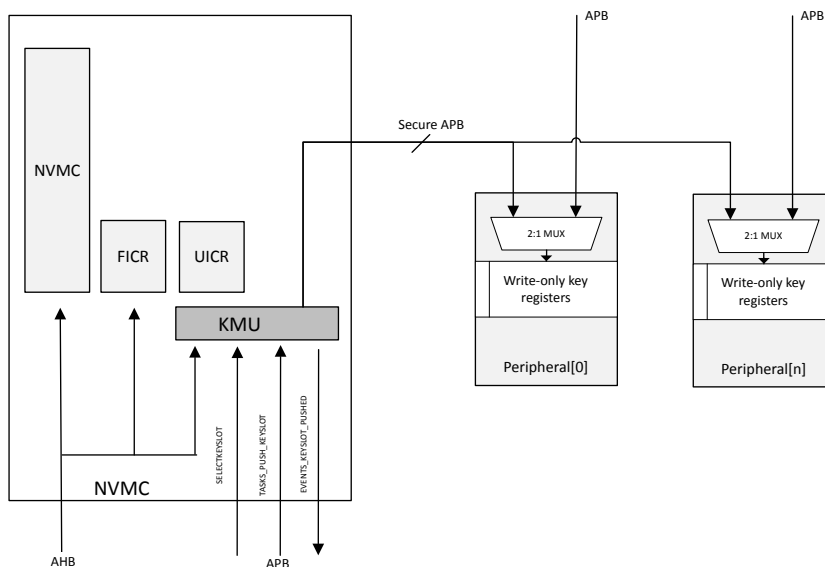 APB
APB
Secure APB
NVMC
FICR
UICR
2:1 MUX
2:1 MUX
Write-only key
registers
Write-only key
registers
KMU
Peripheral[0]
Peripheral[n]
SELECTKEYSLOT
TASKS_PUSH_KEYSLOT
EVENTS_KEYSLOT_PUSHED
NVMC
AHB
APB